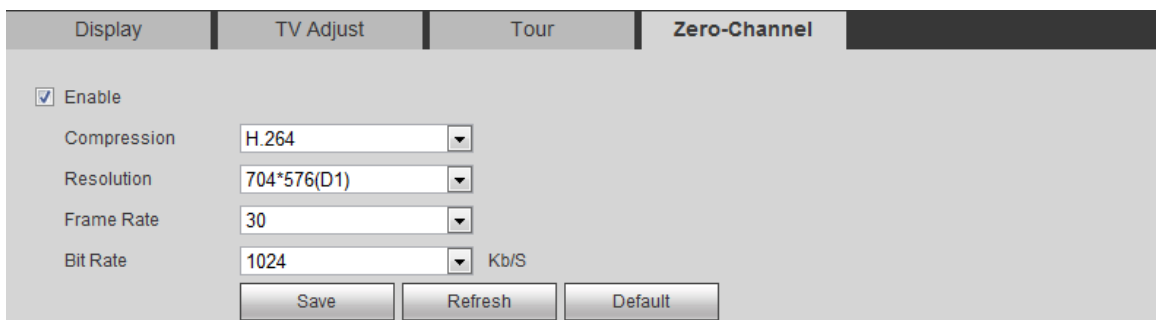 Display TV Adjust Tour Zero-Channel
Enable
Compression H.264
Resolution 704*576(D1)
Frame Rate 30
Bit Rate 1024 Kb/S
Save Refresh Default